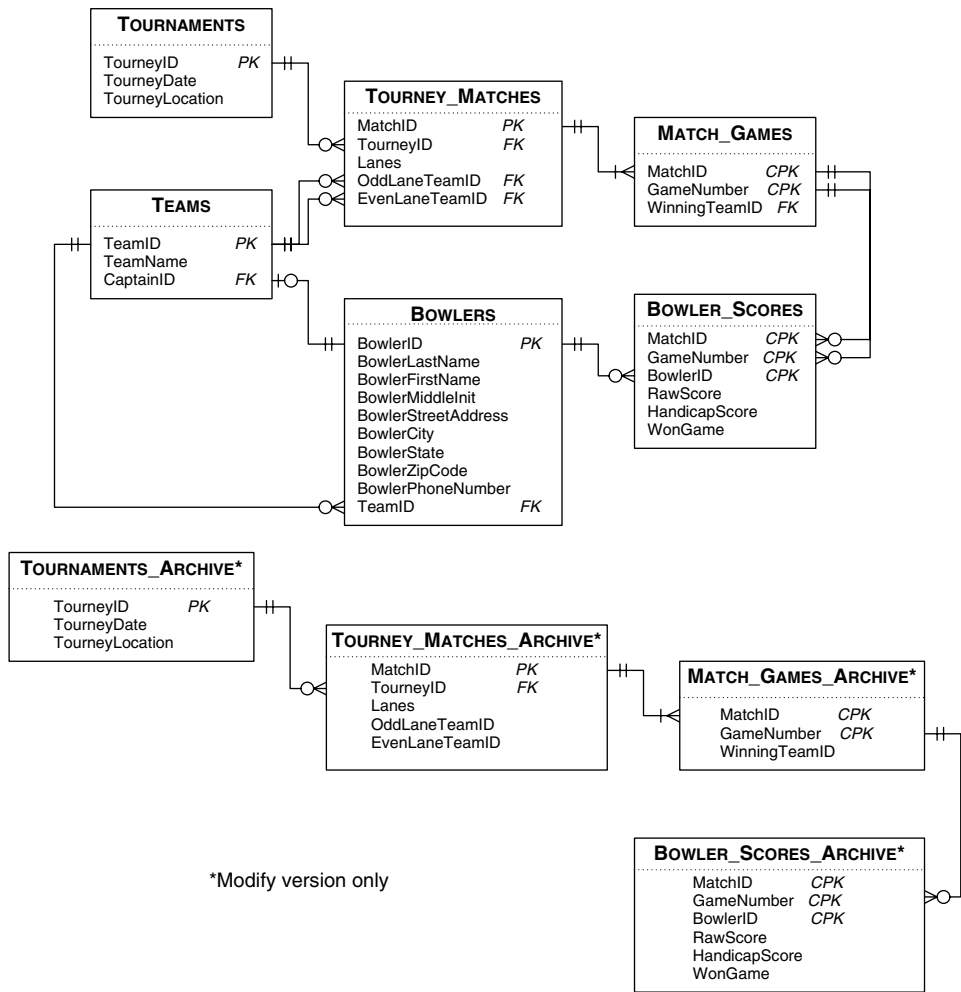 TOURNAMENTS
TourneyID PK
TourneyDate
TourneyLocation
TOURNEY_MATCHES
MatchID PK
TourneyID FK
Lanes
OddLaneTeamID FK
EvenLaneTeamID FK
MATCH_GAMES
MatchID CPK
GameNumber CPK
WinningTeamID FK
TEAMS
TeamID PK
TeamName
CaptainID FK
BOWLERS
BowlerID PK
BowlerLastName
BowlerFirstName
BowlerMiddleInit
BowlerStreetAddress
BowlerCity
BowlerState
BowlerZipCode
BowlerPhoneNumber
TeamID FK
BOWLER_SCORES
MatchID CPK
GameNumber CPK
BowlerID CPK
RawScore
HandicapScore
WonGame
TOURNAMENTS_ARCHIVE*
TourneyID PK
TourneyDate
TourneyLocation
TOURNEY_MATCHES_ARCHIVE*
MatchID PK
TourneyID FK
Lanes
OddLaneTeamID
EvenLaneTeamID
MATCH_GAMES_ARCHIVE*
MatchID CPK
GameNumber CPK
WinningTeamID
BOWLER_SCORES_ARCHIVE*
MatchID CPK
GameNumber CPK
BowlerID CPK
RawScore
HandicapScore
WonGame
*Modify version only